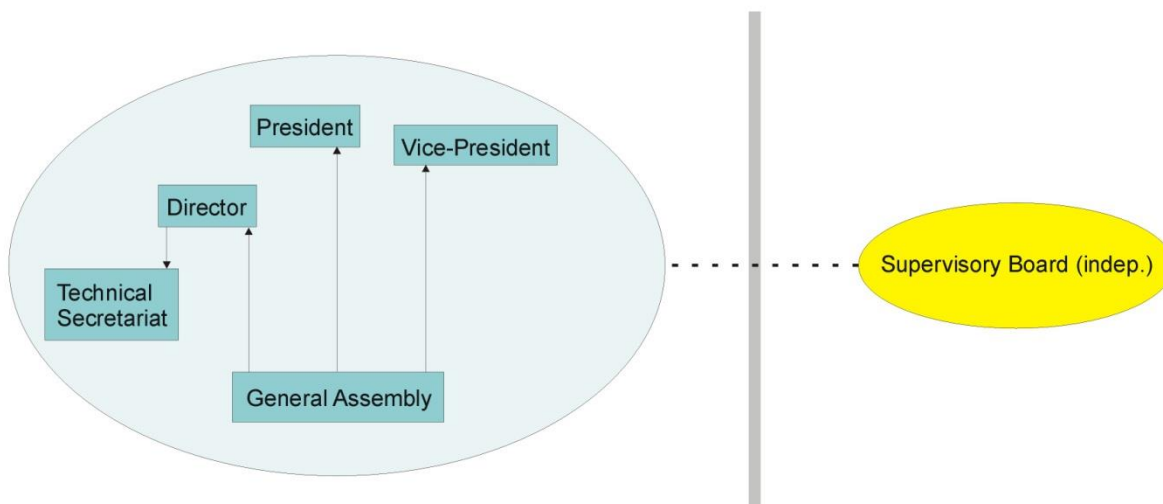 President
Vice-President
Director
Technical
Secretariat
General Assembly
Supervisory Board (indep.)